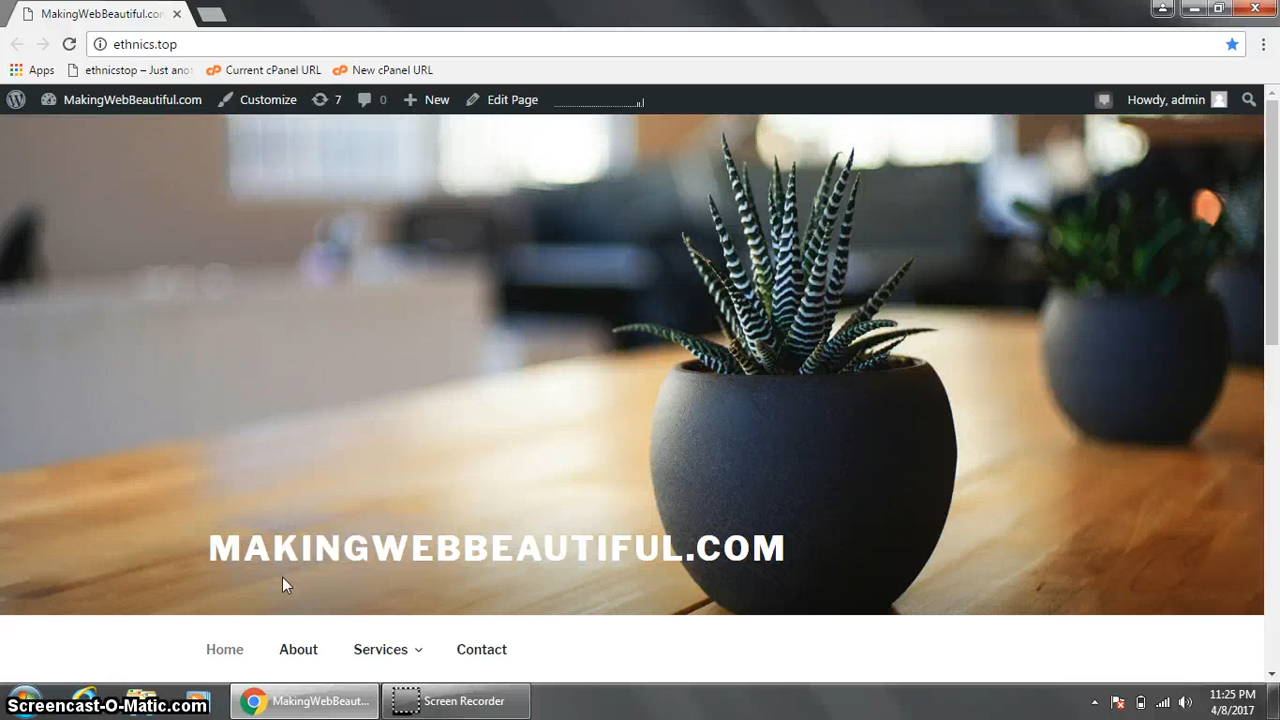 MakingWebBeautiful.com
ethnics.top
Apps ethnicstop – Just ano Current cPanel URL New cPanel URL
MakingWebBeautiful.com Customize 7 0 New Edit Page Howdy, admin
MAKINGWEBBEAUTIFUL.COM
Home About Services Contact
MakingWebBeaut... Screen Recorder 11:25 PM
Screencast-O-Matic.com 4/8/2017